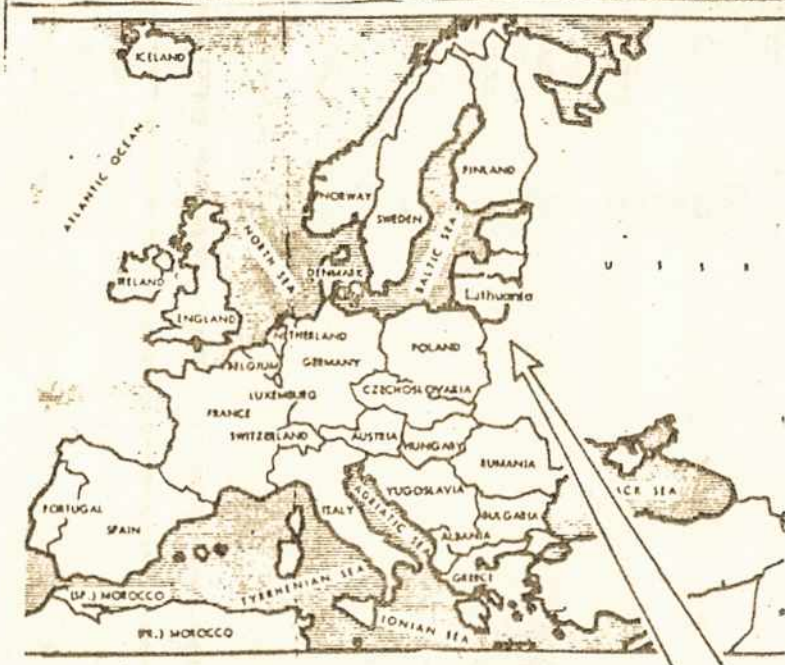 ICELAND
ATLANTIC OCEAN
NORWAY
SWEDEN
FINLAND
NORTH SEA
BALTIC SEA
DENMARK
IRELAND
ENGLAND
U S S R
Lithuania
NETHERLAND
BELGIUM
GERMANY
POLAND
LUXEMBURG
CZECHOSLOVAKIA
FRANCE
SWITZERLAND
AUSTRIA
HUNGARY
RUMANIA
YUGOSLAVIA
ACK SEA
PORTUGAL
SPAIN
ITALY
ADRIATIC SEA
BULGARIA
ALBANIA
GREECE
TYRRHENIAN SEA
(SP.) MOROCCO
(FR.) MOROCCO
IONIAN SEA